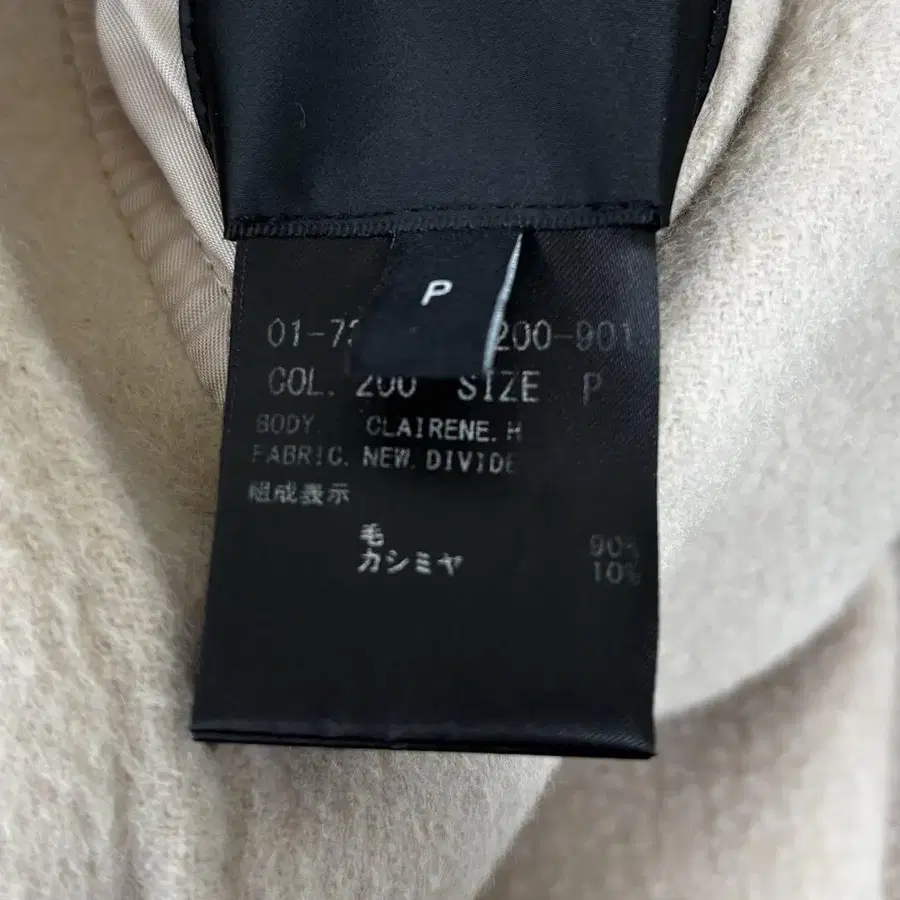 P
01-73 200-901
COL. 200 SIZE P
BODY. CLAIRENE.H
FABRIC. NEW.DIVIDE
組成表示
毛 90%
カシミヤ 10%